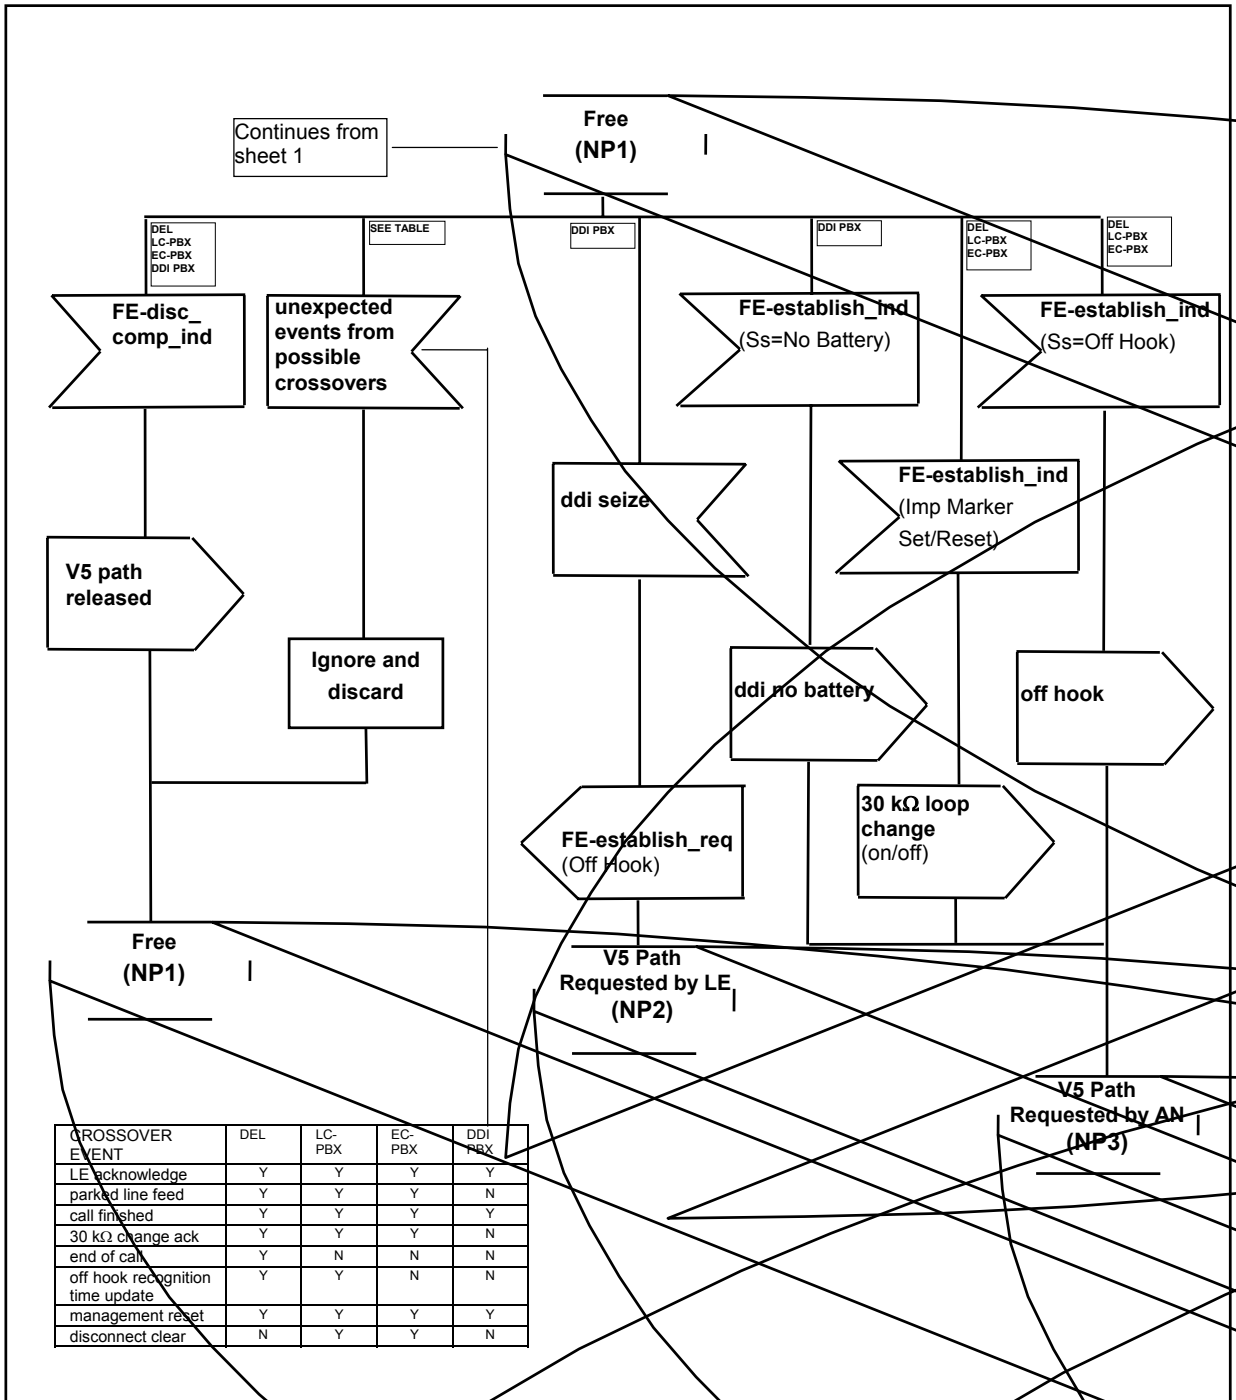 Free
(NP1)
Continues from
sheet 1
DEL
LC-PBX
EC-PBX
DDI PBX
SEE TABLE
DDI PBX
DDI PBX
DEL
LC-PBX
EC-PBX
DEL
LC-PBX
EC-PBX
FE-disc_
comp_ind
unexpected
events from
possible
crossovers
FE-establish_ind
(Ss=No Battery)
FE-establish_ind
(Ss=Off Hook)
ddi seize
FE-establish_ind
(Imp Marker
Set/Reset)
V5 path
released
Ignore and
discard
ddi no battery
off hook
FE-establish_req
(Off Hook)
30 kΩ loop
change
(on/off)
Free
(NP1)
V5 Path
Requested by LE
(NP2)
V5 Path
Requested by AN
(NP3)
CROSSOVER EVENT DEL LC-PBX EC-PBX DDI PBX
LE acknowledge Y Y Y Y
parked line feed Y Y Y N
call finished Y Y Y Y
30 kΩ change ack Y Y Y N
end of call Y N N N
off hook recognition time update Y Y N N
management reset Y Y Y Y
disconnect clear N Y Y N